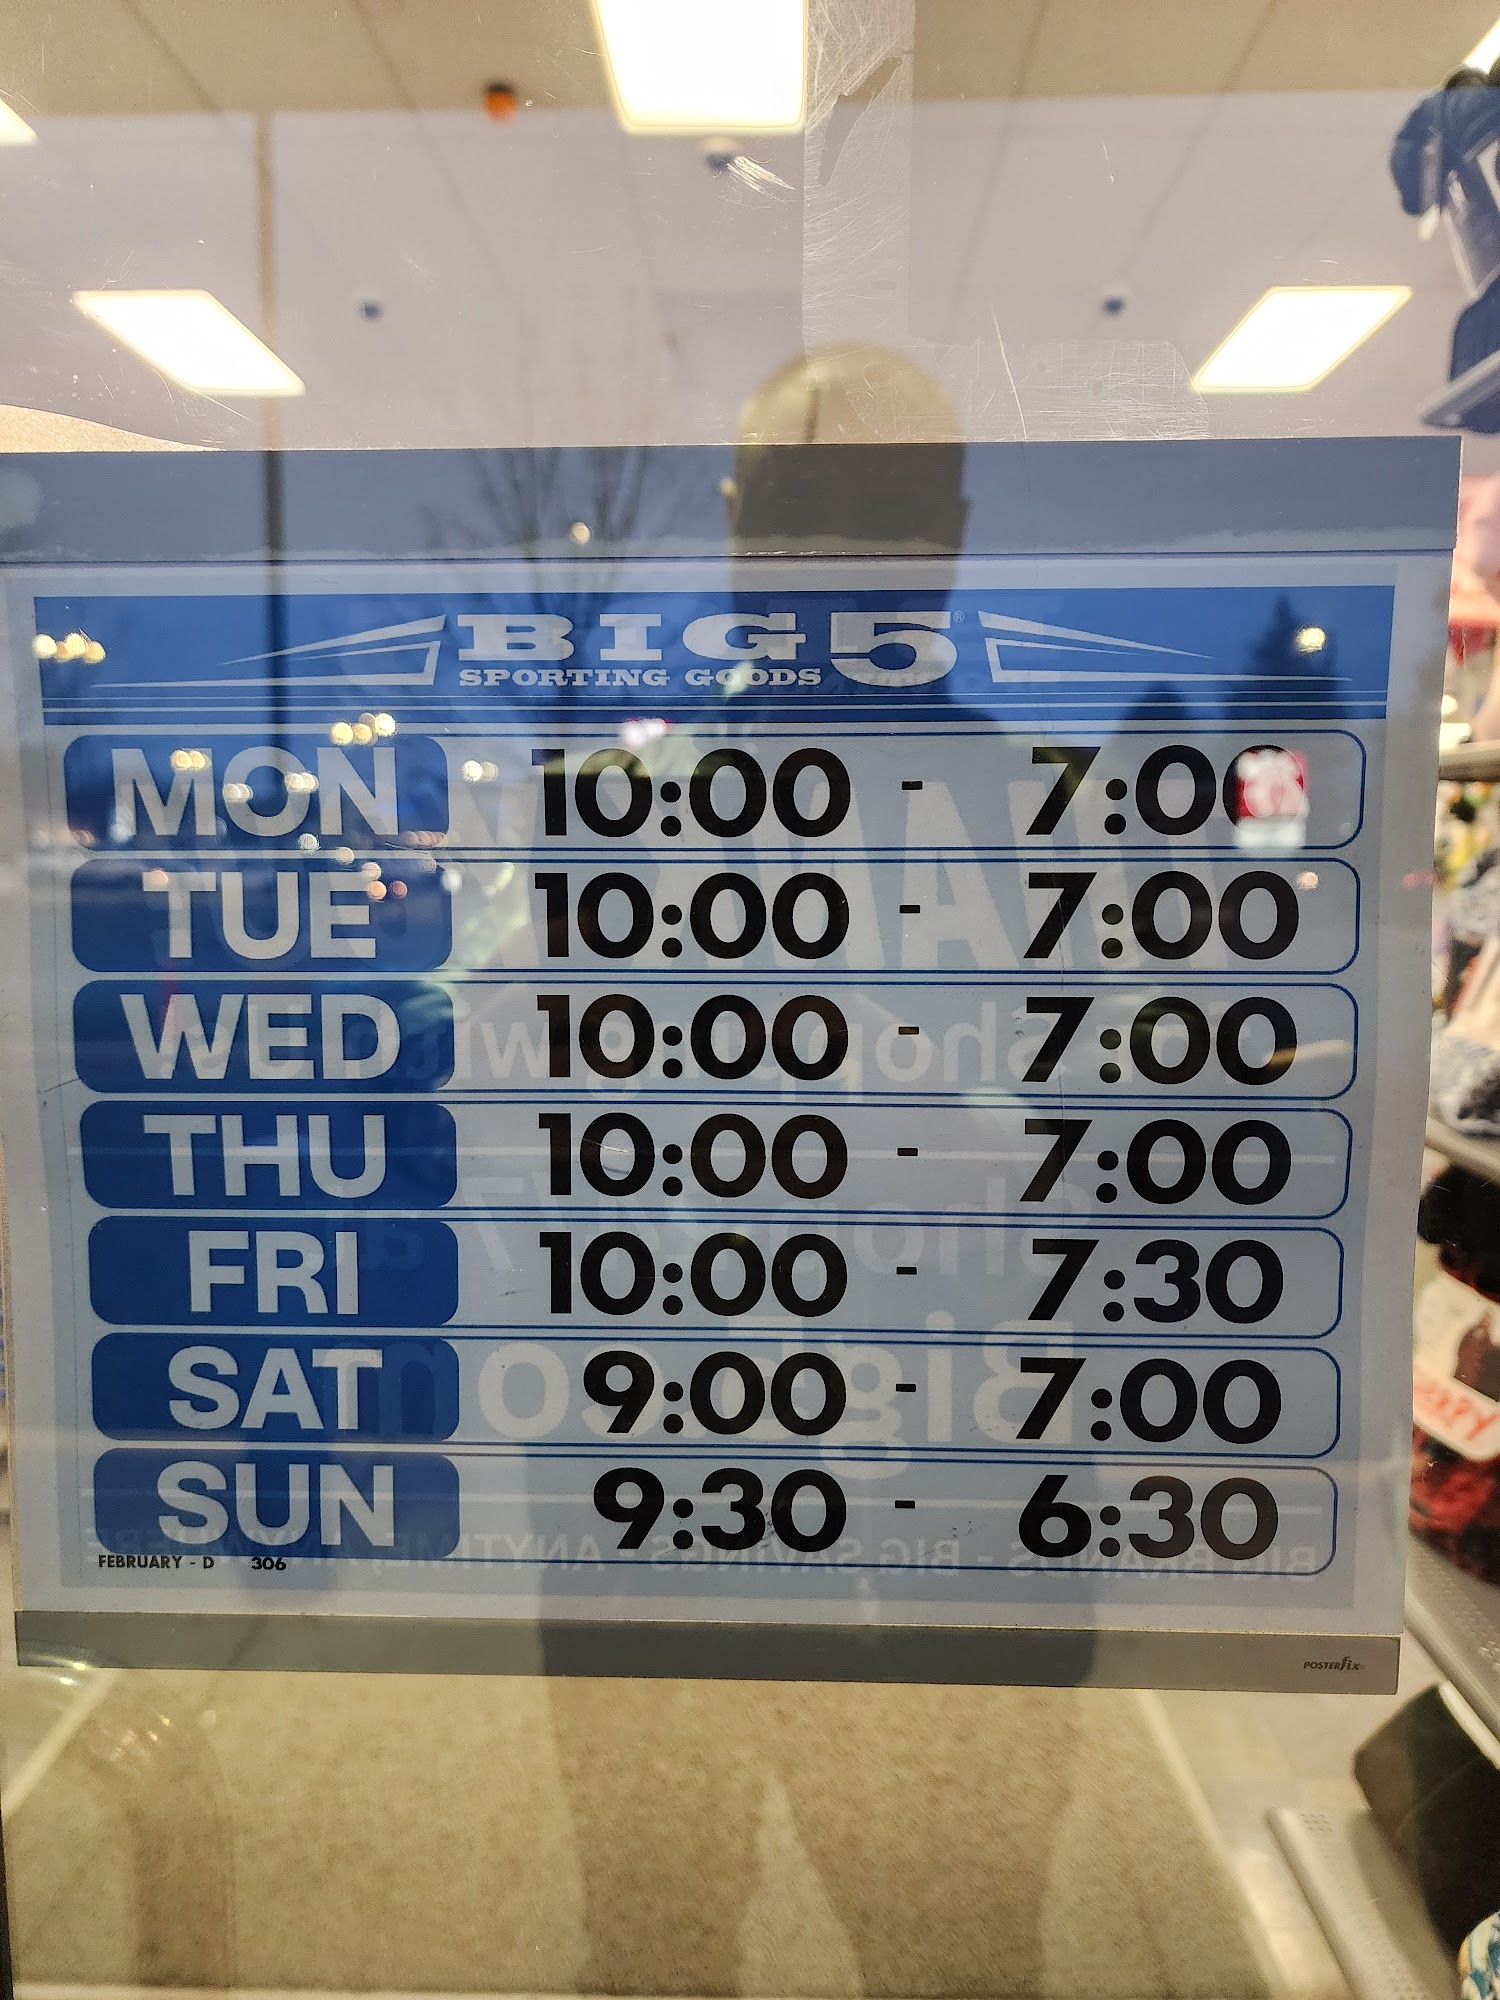 BIG 5®
SPORTING GOODS
MON 10:00 - 7:00
TUE 10:00 - 7:00
WED 10:00 - 7:00
THU 10:00 - 7:00
FRI 10:00 - 7:30
SAT 9:00 - 7:00
SUN 9:30 - 6:30
FEBRUARY - D 306
POSTERfix